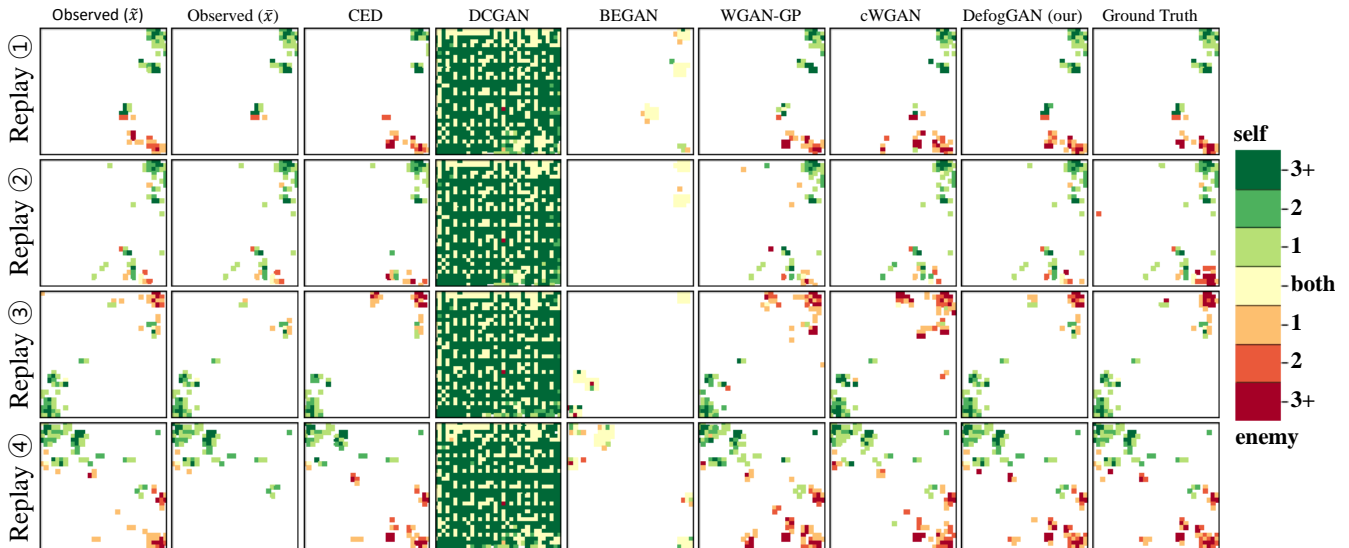 Observed (x̃) Observed (x̄) CED DCGAN BEGAN WGAN-GP cWGAN DefogGAN (our) Ground Truth
Replay ①
Replay ②
Replay ③
Replay ④
self
3+
2
1
both
1
2
3+
enemy